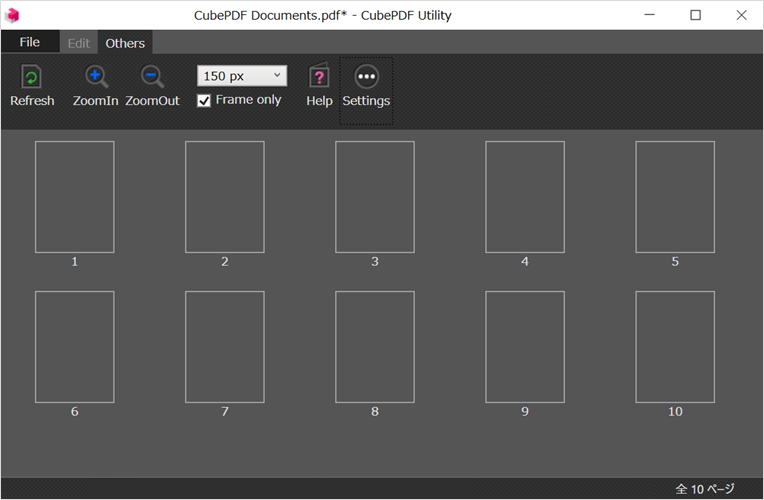 CubePDF Documents.pdf* - CubePDF Utility
File Edit Others
Refresh ZoomIn ZoomOut 150 px Frame only Help Settings
1 2 3 4 5
6 7 8 9 10
全 10 ページ